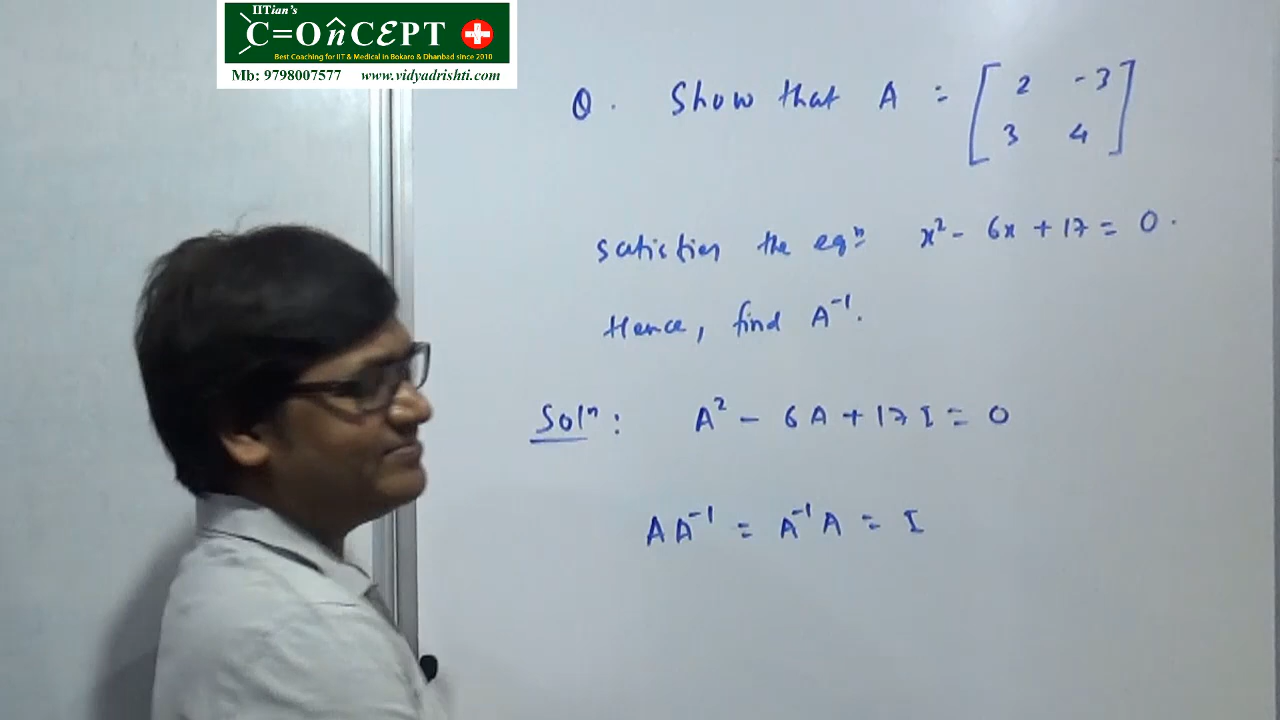 IITian's
C=On̂CEPT
Best Coaching for IIT & Medical in Bokaro & Dhanbad since 2010
Mb: 9798007577 www.vidyadrishti.com
Q. Show that A = [2 -3
3 4]
satisfies the eqⁿ x² - 6x + 17 = 0.
Hence, find A⁻¹.
Solⁿ: A² - 6A + 17I = 0
AA⁻¹ = A⁻¹A = I